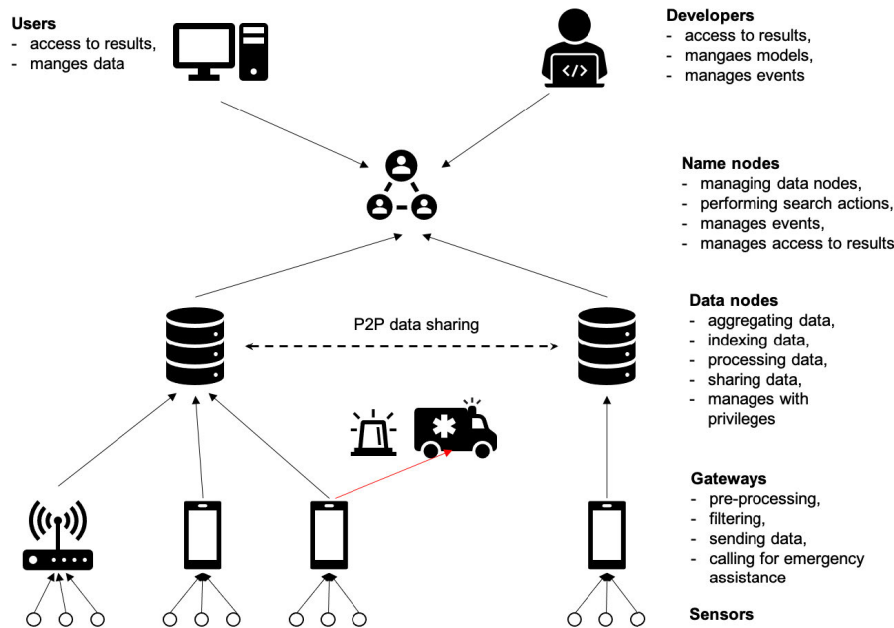 Users
- access to results,
- manges data
Developers
- access to results,
- mangaes models,
- manages events
</>
Name nodes
- managing data nodes,
- performing search actions,
- manages events,
- manages access to results
Data nodes
- aggregating data,
- indexing data,
- processing data,
- sharing data,
- manages with
privileges
P2P data sharing
Gateways
- pre-processing,
- filtering,
- sending data,
- calling for emergency
assistance
Sensors